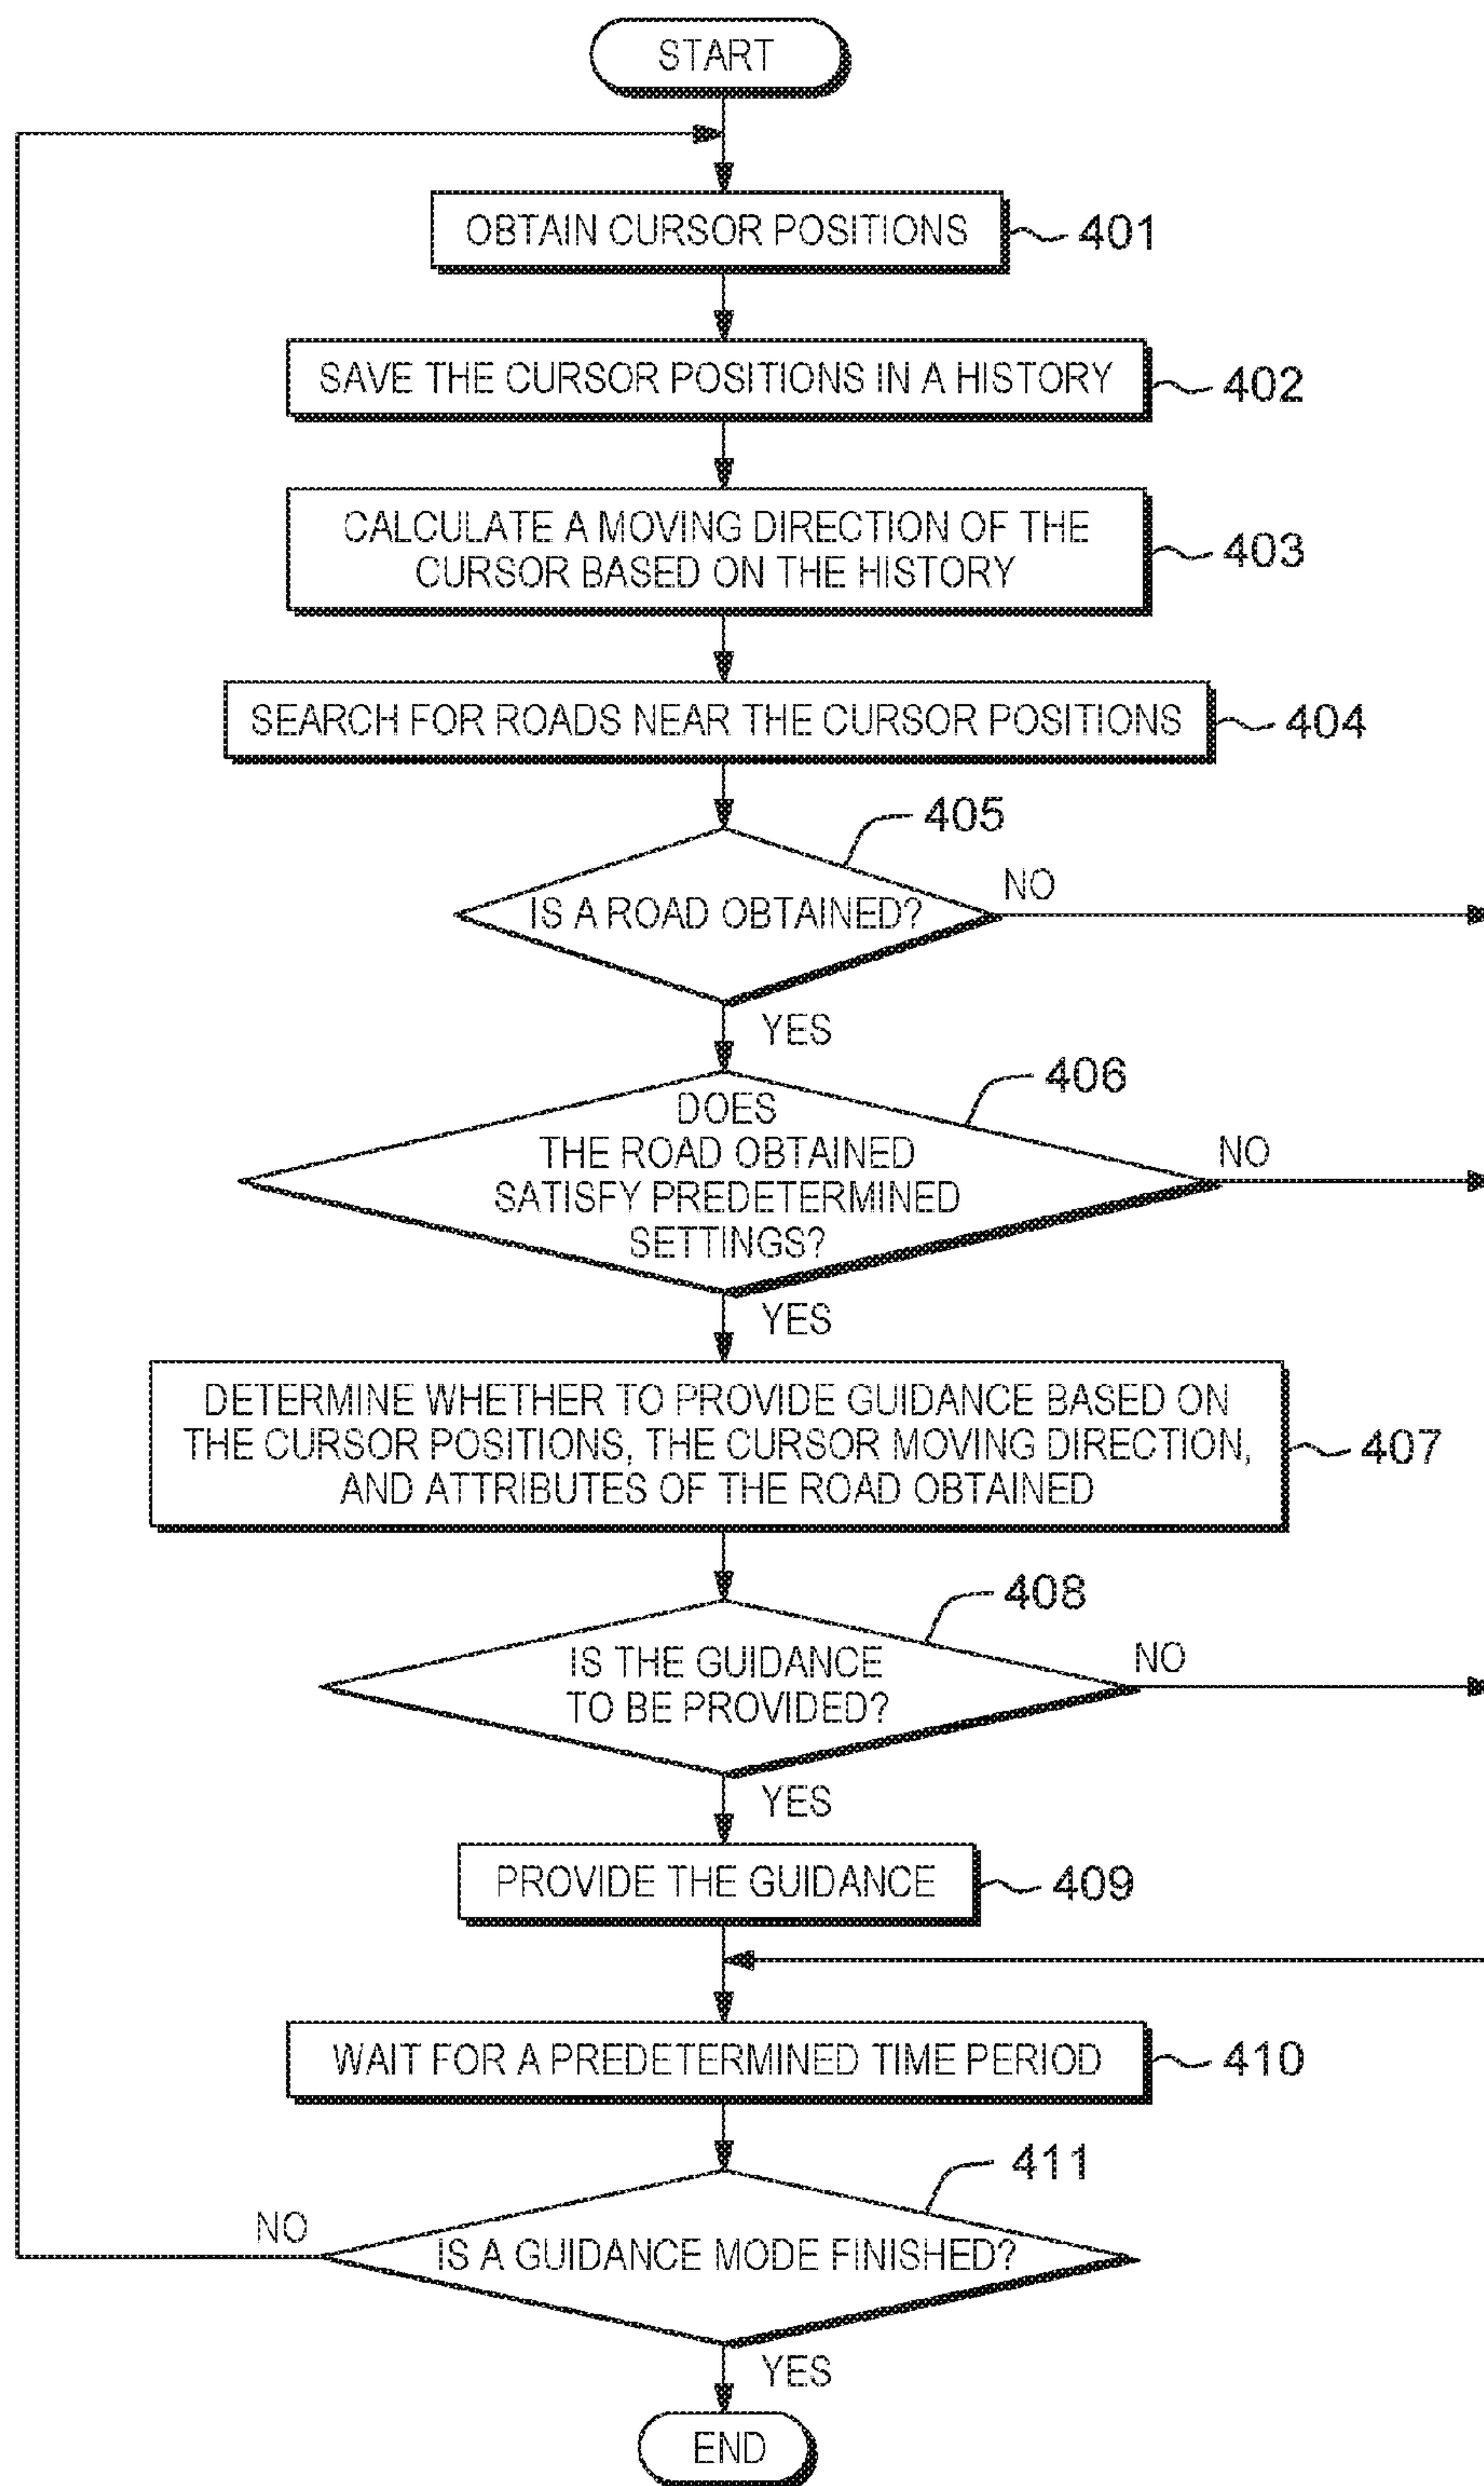 START
OBTAIN CURSOR POSITIONS
401
SAVE THE CURSOR POSITIONS IN A HISTORY
402
CALCULATE A MOVING DIRECTION OF THE
CURSOR BASED ON THE HISTORY
403
SEARCH FOR ROADS NEAR THE CURSOR POSITIONS
404
405
IS A ROAD OBTAINED?
NO
YES
406
DOES
THE ROAD OBTAINED
SATISFY PREDETERMINED
SETTINGS?
NO
YES
DETERMINE WHETHER TO PROVIDE GUIDANCE BASED ON
THE CURSOR POSITIONS, THE CURSOR MOVING DIRECTION,
AND ATTRIBUTES OF THE ROAD OBTAINED
407
408
IS THE GUIDANCE
TO BE PROVIDED?
NO
YES
PROVIDE THE GUIDANCE
409
WAIT FOR A PREDETERMINED TIME PERIOD
410
411
NO
IS A GUIDANCE MODE FINISHED?
YES
END